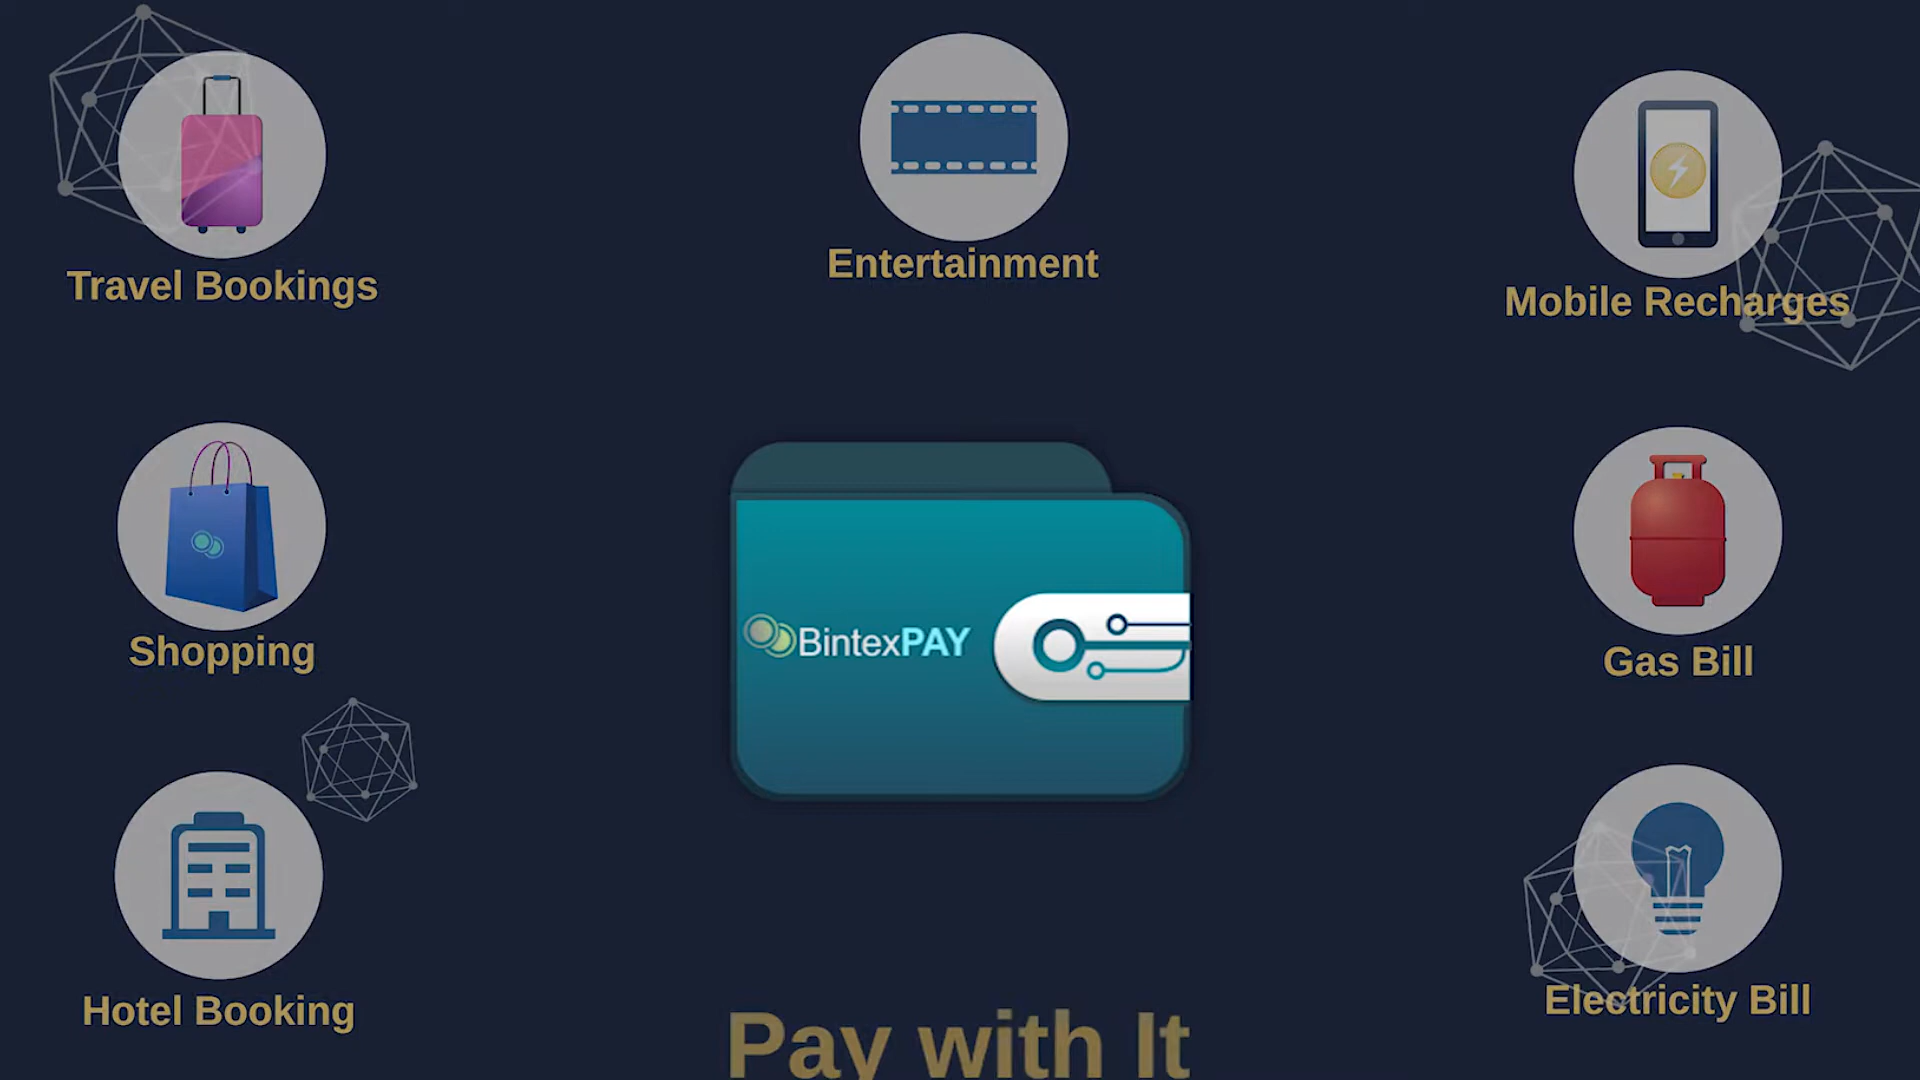 Travel Bookings
Entertainment
Mobile Recharges
Shopping
BintexPAY
Gas Bill
Hotel Booking
Electricity Bill
Pay with It